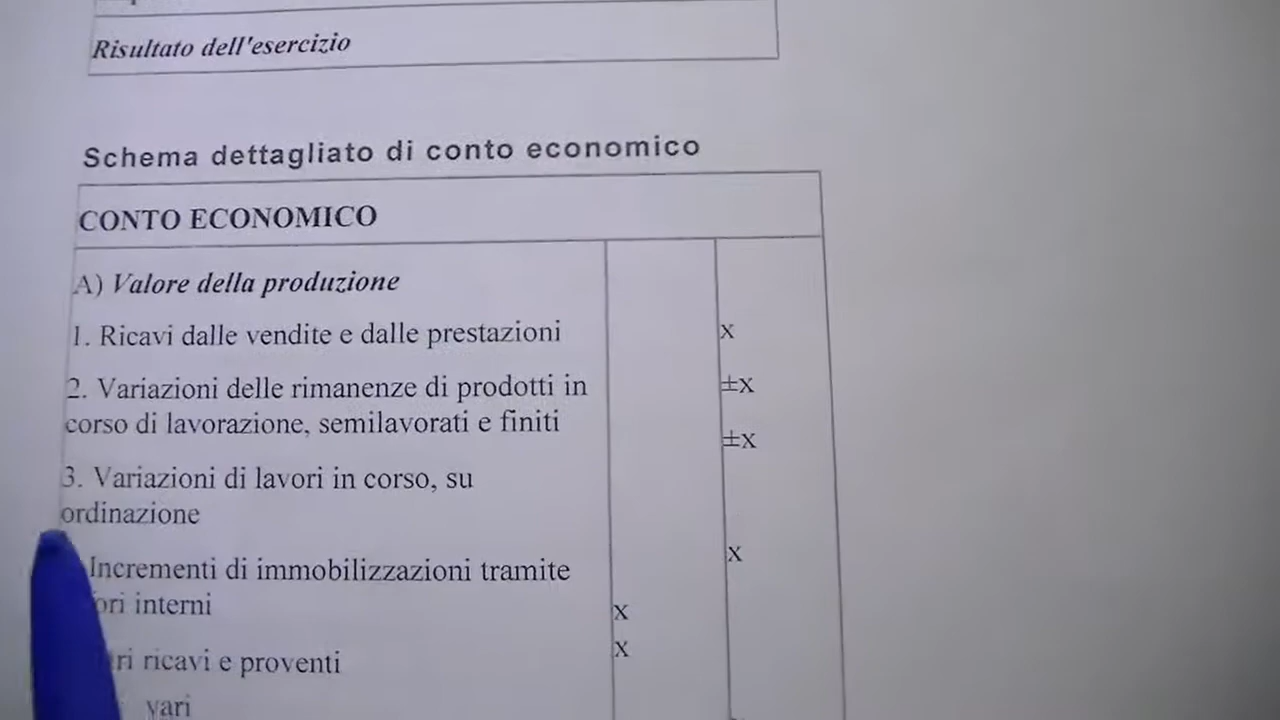 Risultato dell'esercizio
Schema dettagliato di conto economico
CONTO ECONOMICO
A) Valore della produzione
1. Ricavi dalle vendite e dalle prestazioni
x
2. Variazioni delle rimanenze di prodotti in
±x
corso di lavorazione, semilavorati e finiti
±x
3. Variazioni di lavori in corso, su
ordinazione
x
Incrementi di immobilizzazioni tramite
interni
x
x
ricavi e proventi
vari